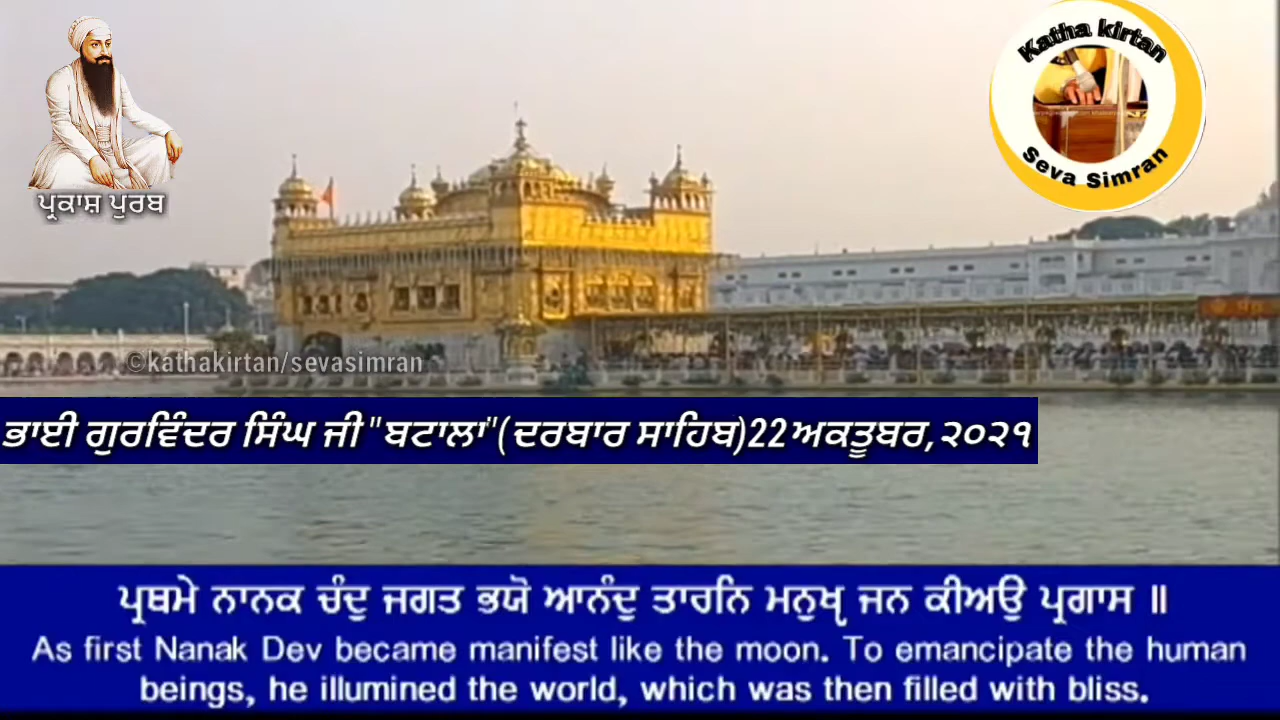 Katha kirtan
Seva Simran
ਪ੍ਰਕਾਸ਼ ਪੁਰਬ
©kathakirtan/sevasimran
ਭਾਈ ਗੁਰਵਿੰਦਰ ਸਿੰਘ ਜੀ "ਬਟਾਲਾ"(ਦਰਬਾਰ ਸਾਹਿਬ)22ਅਕਤੂਬਰ,੨੦੨੧
ਪ੍ਰਥਮੇ ਨਾਨਕ ਚੰਦੁ ਜਗਤ ਭਯੋ ਆਨੰਦੁ ਤਾਰਨਿ ਮਨੁਖੵ ਜਨ ਕੀਅਉ ਪ੍ਰਗਾਸ ॥
As first Nanak Dev became manifest like the moon. To emancipate the human
beings, he illumined the world, which was then filled with bliss.